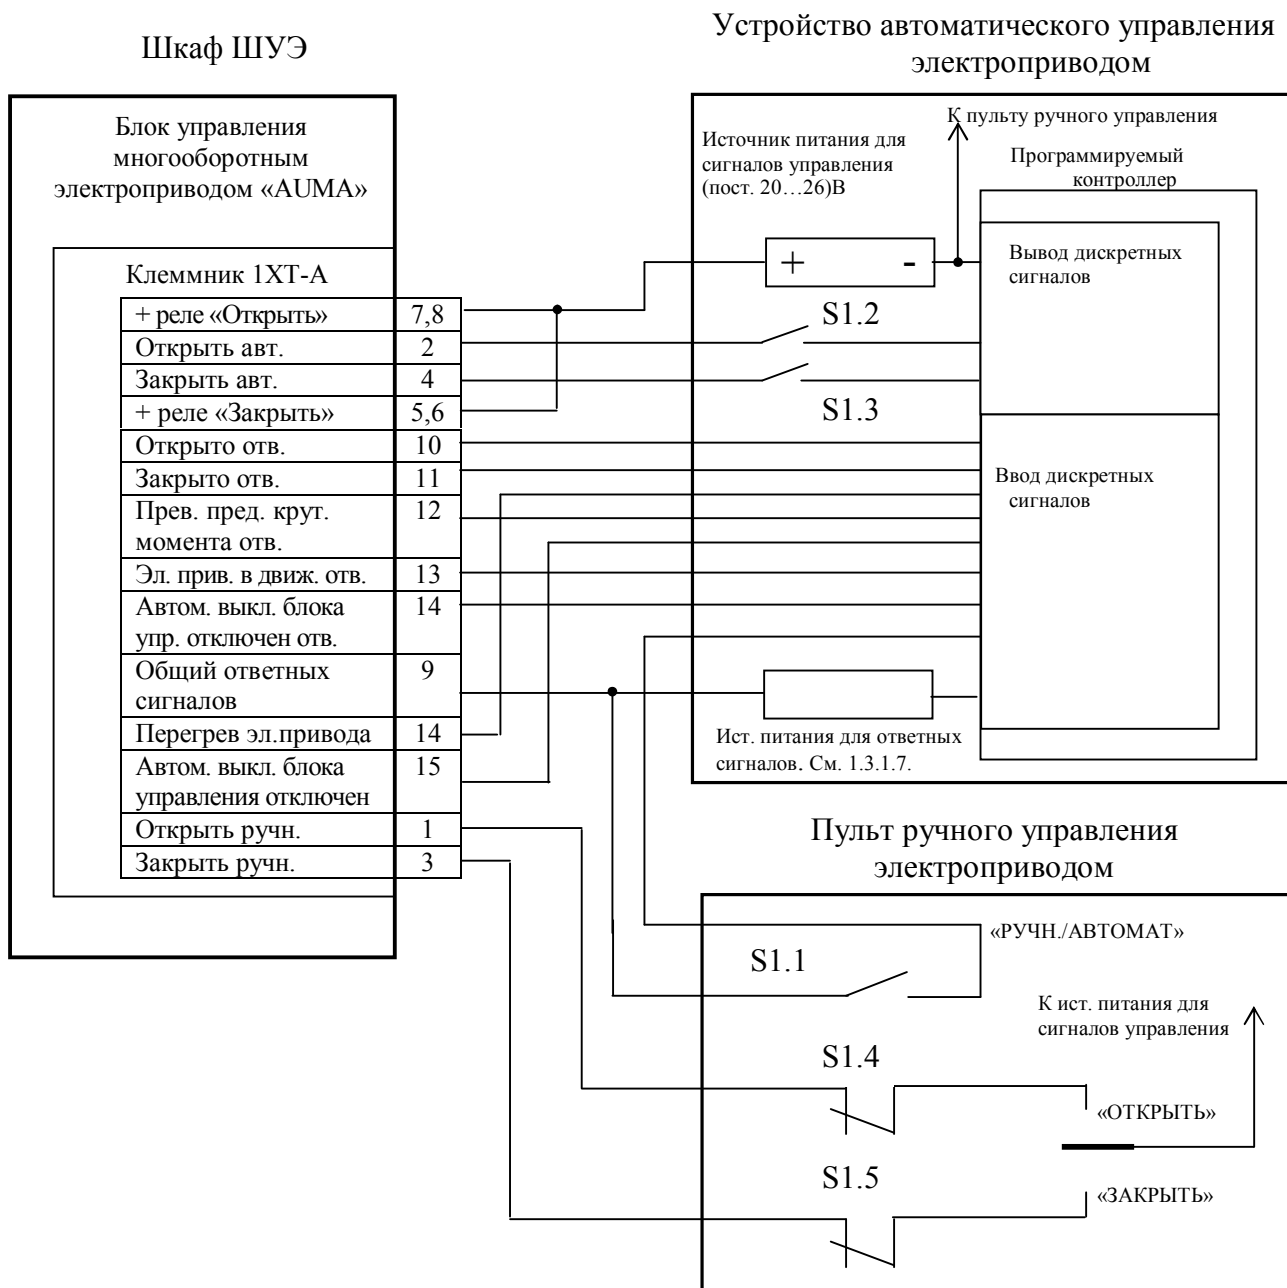 Шкаф ШУЭ
Устройство автоматического управления
электроприводом
Блок управления
многооборотным
электроприводом «AUMA»
Клеммник 1ХТ-А
+ реле «Открыть» 7,8
Открыть авт. 2
Закрыть авт. 4
+ реле «Закрыть» 5,6
Открыто отв. 10
Закрыто отв. 11
Прев. пред. крут. 12
момента отв.
Эл. прив. в движ. отв. 13
Автом. выкл. блока 14
упр. отключен отв.
Общий ответных 9
сигналов
Перегрев эл.привода 14
Автом. выкл. блока 15
управления отключен
Открыть ручн. 1
Закрыть ручн. 3
К пульту ручного управления
Источник питания для
сигналов управления
(пост. 20…26)В
Программируемый
контроллер
+ -
Вывод дискретных
сигналов
S1.2
S1.3
Ввод дискретных
сигналов
Ист. питания для ответных
сигналов. См. 1.3.1.7.
Пульт ручного управления
электроприводом
«РУЧН./АВТОМАТ»
S1.1
К ист. питания для
сигналов управления
S1.4
«ОТКРЫТЬ»
S1.5
«ЗАКРЫТЬ»